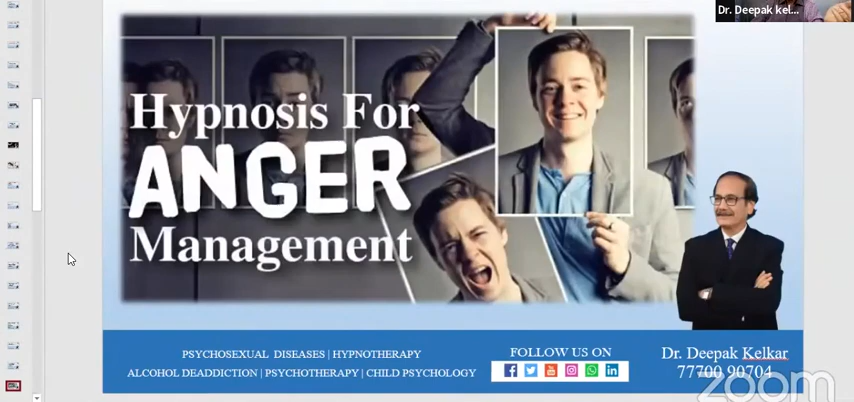 Dr. Deepak kel...
Hypnosis For
ANGER
Management
PSYCHOSEXUAL DISEASES | HYPNOTHERAPY
ALCOHOL DEADDICTION | PSYCHOTHERAPY | CHILD PSYCHOLOGY
FOLLOW US ON
Dr. Deepak Kelkar
77700 90704
zoom